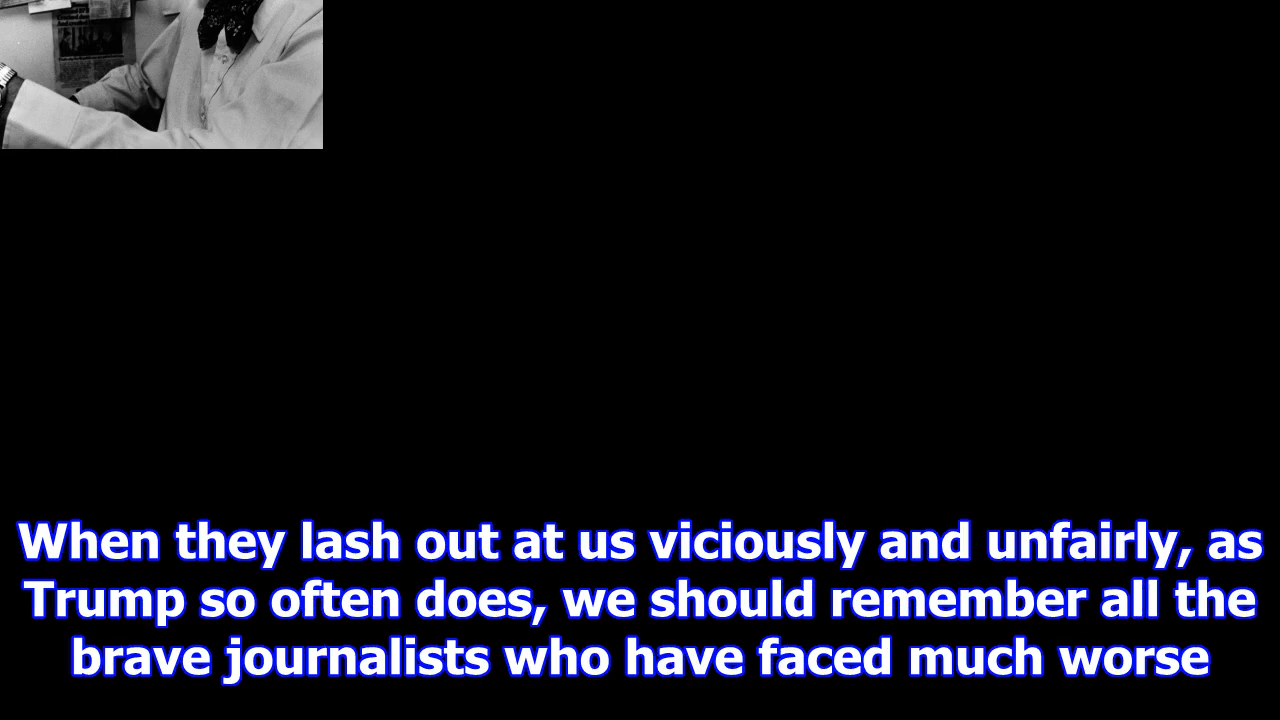 When they lash out at us viciously and unfairly, as
Trump so often does, we should remember all the
brave journalists who have faced much worse